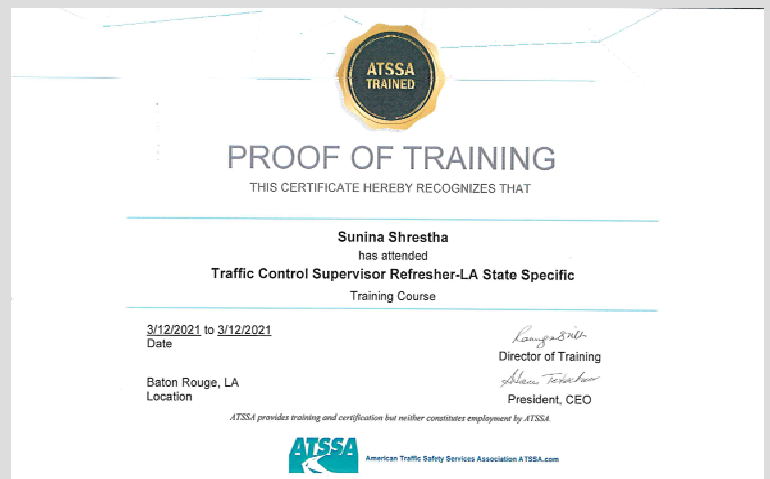 ATSSA
TRAINED
PROOF OF TRAINING
THIS CERTIFICATE HEREBY RECOGNIZES THAT
Sunina Shrestha
has attended
Traffic Control Supervisor Refresher-LA State Specific
Training Course
3/12/2021 to 3/12/2021
Date
Director of Training
Baton Rouge, LA
Location
President, CEO
ATSSA provides training and certification but neither constitutes employment by ATSSA.
ATSSA
American Traffic Safety Services Association ATSSA.com